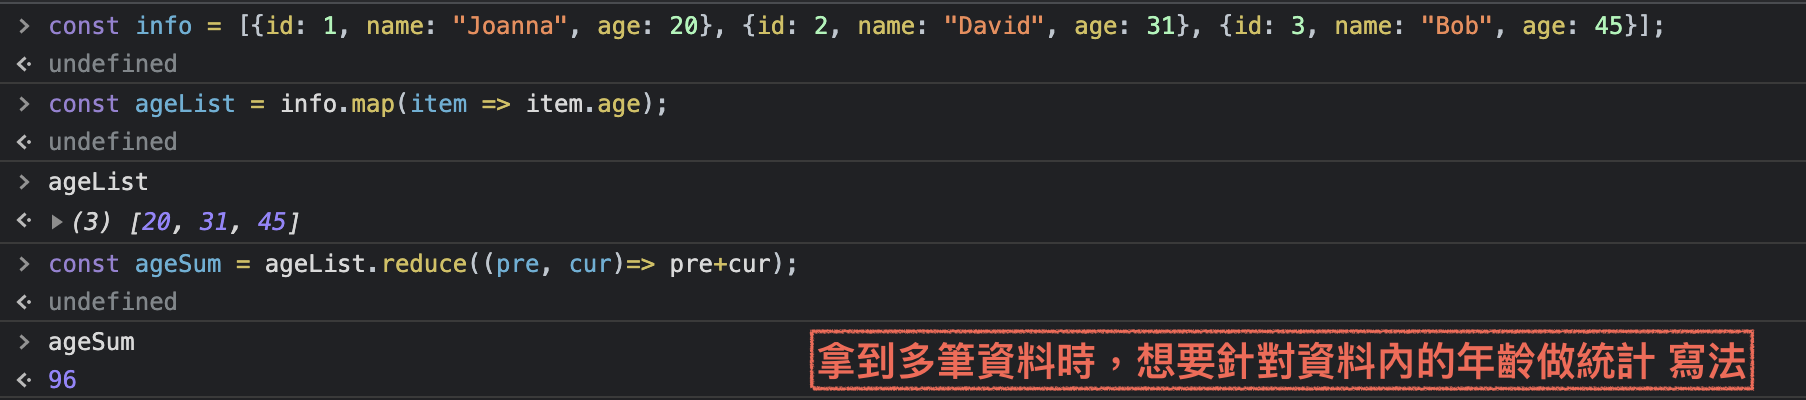 const info = [{id: 1, name: "Joanna", age: 20}, {id: 2, name: "David", age: 31}, {id: 3, name: "Bob", age: 45}];
undefined
const ageList = info.map(item => item.age);
undefined
ageList
(3) [20, 31, 45]
const ageSum = ageList.reduce((pre, cur)=> pre+cur);
undefined
ageSum
拿到多筆資料時，想要針對資料內的年齡做統計 寫法
96